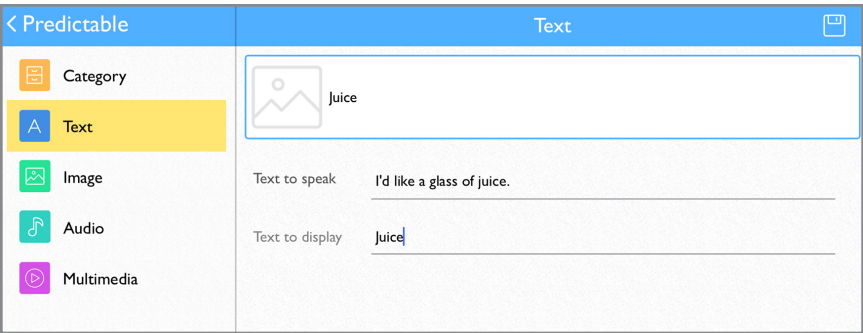 Predictable
Text
Category
Text
Image
Audio
Multimedia
Juice
Text to speak I'd like a glass of juice.
Text to display Juice